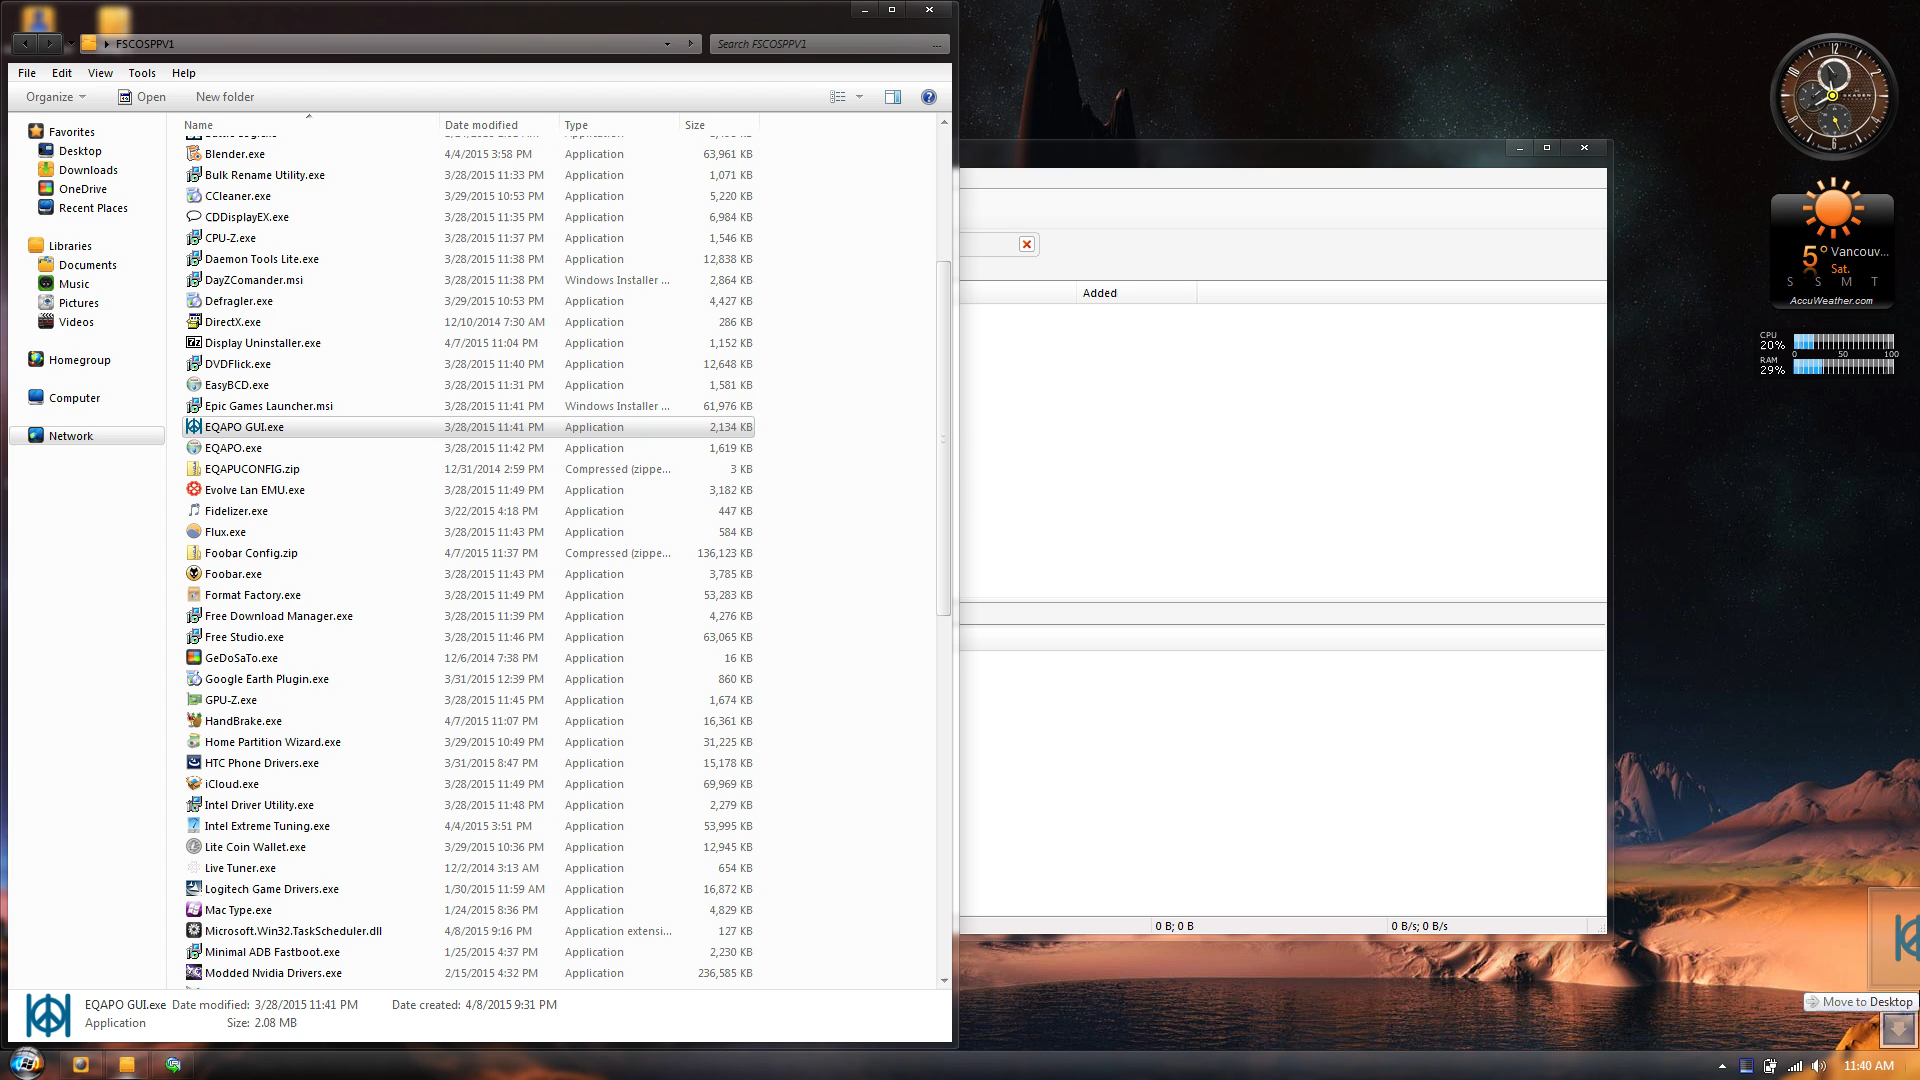 FSCOSPPV1
Search FSCOSPPV1
File Edit View Tools Help
Organize Open New folder
Name Date modified Type Size
Favorites
Desktop
Downloads
OneDrive
Recent Places
Libraries
Documents
Music
Pictures
Videos
Homegroup
Computer
Network
Blender.exe 4/4/2015 3:58 PM Application 63,961 KB
Bulk Rename Utility.exe 3/28/2015 11:33 PM Application 1,071 KB
CCleaner.exe 3/29/2015 10:53 PM Application 5,220 KB
CDDisplayEX.exe 3/28/2015 11:35 PM Application 6,984 KB
CPU-Z.exe 3/28/2015 11:37 PM Application 1,546 KB
Daemon Tools Lite.exe 3/28/2015 11:38 PM Application 12,838 KB
DayZComander.msi 3/28/2015 11:38 PM Windows Installer ... 2,864 KB
Defragler.exe 3/29/2015 10:53 PM Application 4,427 KB
DirectX.exe 12/10/2014 7:30 AM Application 286 KB
Display Uninstaller.exe 4/7/2015 11:04 PM Application 1,152 KB
DVDFlick.exe 3/28/2015 11:40 PM Application 12,648 KB
EasyBCD.exe 3/28/2015 11:31 PM Application 1,581 KB
Epic Games Launcher.msi 3/28/2015 11:41 PM Windows Installer ... 61,976 KB
EQAPO GUI.exe 3/28/2015 11:41 PM Application 2,134 KB
EQAPO.exe 3/28/2015 11:42 PM Application 1,619 KB
EQAPUCONFIG.zip 12/31/2014 2:59 PM Compressed (zippe... 3 KB
Evolve Lan EMU.exe 3/28/2015 11:49 PM Application 3,182 KB
Fidelizer.exe 3/22/2015 4:18 PM Application 447 KB
Flux.exe 3/28/2015 11:43 PM Application 584 KB
Foobar Config.zip 4/7/2015 11:37 PM Compressed (zippe... 136,123 KB
Foobar.exe 3/28/2015 11:43 PM Application 3,785 KB
Format Factory.exe 3/28/2015 11:49 PM Application 53,283 KB
Free Download Manager.exe 3/28/2015 11:39 PM Application 4,276 KB
Free Studio.exe 3/28/2015 11:46 PM Application 63,065 KB
GeDoSaTo.exe 12/6/2014 7:38 PM Application 16 KB
Google Earth Plugin.exe 3/31/2015 12:39 PM Application 860 KB
GPU-Z.exe 3/28/2015 11:45 PM Application 1,674 KB
HandBrake.exe 4/7/2015 11:07 PM Application 16,361 KB
Home Partition Wizard.exe 3/29/2015 10:49 PM Application 31,225 KB
HTC Phone Drivers.exe 3/31/2015 8:47 PM Application 15,178 KB
iCloud.exe 3/28/2015 11:49 PM Application 69,969 KB
Intel Driver Utility.exe 3/28/2015 11:48 PM Application 2,279 KB
Intel Extreme Tuning.exe 4/4/2015 3:51 PM Application 53,995 KB
Lite Coin Wallet.exe 3/29/2015 10:36 PM Application 12,945 KB
Live Tuner.exe 12/2/2014 3:13 AM Application 654 KB
Logitech Game Drivers.exe 1/30/2015 11:59 AM Application 16,872 KB
Mac Type.exe 1/24/2015 8:36 PM Application 4,829 KB
Microsoft.Win32.TaskScheduler.dll 4/8/2015 9:16 PM Application extensi... 127 KB
Minimal ADB Fastboot.exe 1/25/2015 4:37 PM Application 2,230 KB
Modded Nvidia Drivers.exe 2/15/2015 4:32 PM Application 236,585 KB
EQAPO GUI.exe Date modified: 3/28/2015 11:41 PM Date created: 4/8/2015 9:31 PM
Application Size: 2.08 MB
Added
0 B; 0 B 0 B/s; 0 B/s
12
SKAGEN
6
5° Vancouv...
Sat.
S S M T
AccuWeather.com
CPU
20%
0 50 100
RAM
29%
Move to Desktop
11:40 AM